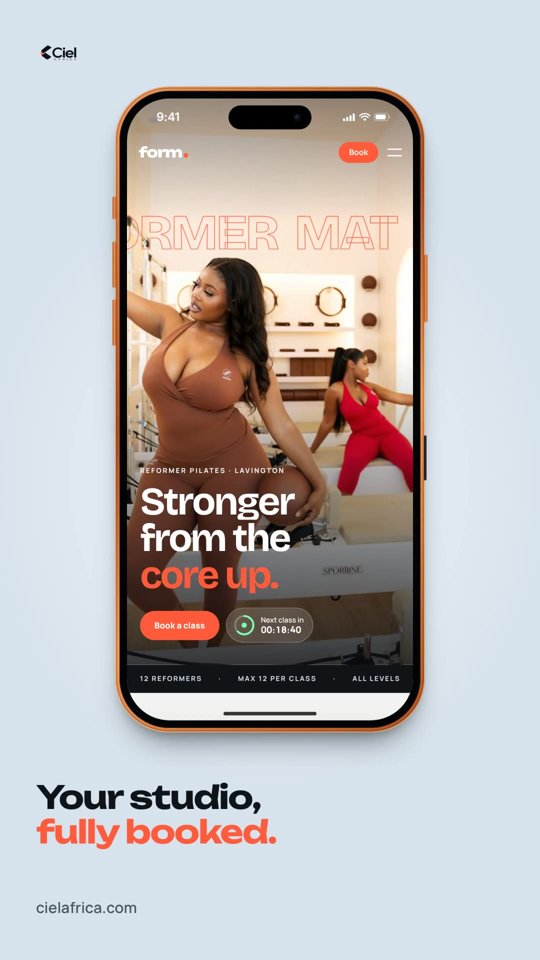 Ciel
9:41
form.
Book
ORMER MAT
REFORMER PILATES · LAVINGTON
Stronger
from the
core up.
Book a class
Next class in
00:18:40
12 REFORMERS · MAX 12 PER CLASS · ALL LEVELS
Your studio,
fully booked.
cielafrica.com